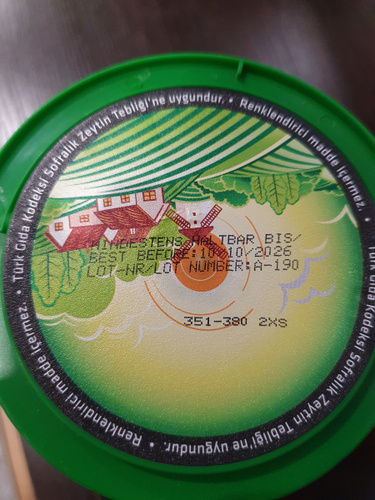 Türk Gıda Kodeksi Sofralık Zeytin Tebliği'ne uygundur. • Renklendirici madde içermez. •
Türk Gıda Kodeksi Sofralık Zeytin Tebliği'ne uygundur. • Renklendirici madde içermez. •
MINDESTENS HALTBAR BIS/
BEST BEFORE:10/10/2026
LOT-NR/LOT NUMBER:A-190
351-380 2XS